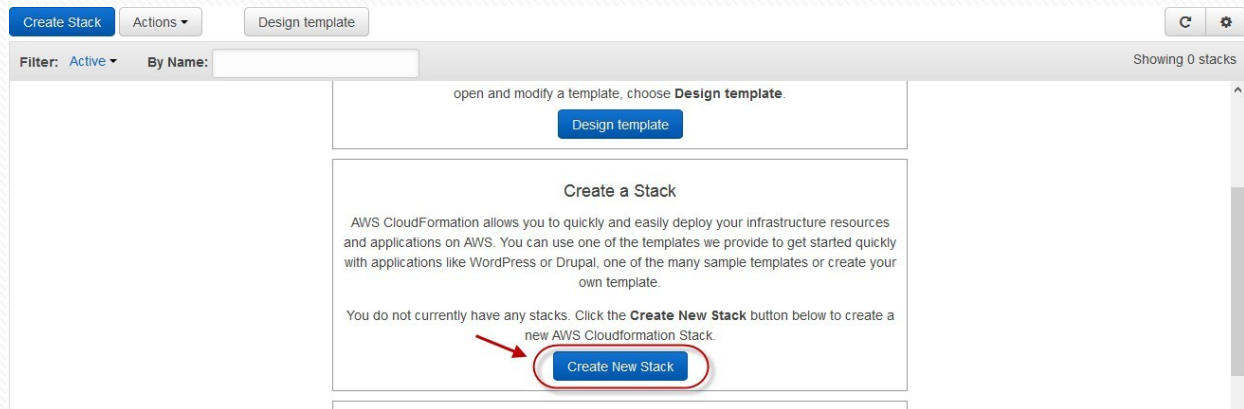 Create Stack Actions Design template
Filter: Active By Name: Showing 0 stacks
open and modify a template, choose Design template.
Design template
Create a Stack
AWS CloudFormation allows you to quickly and easily deploy your infrastructure resources
and applications on AWS. You can use one of the templates we provide to get started quickly
with applications like WordPress or Drupal, one of the many sample templates or create your
own template.
You do not currently have any stacks. Click the Create New Stack button below to create a
new AWS Cloudformation Stack.
Create New Stack